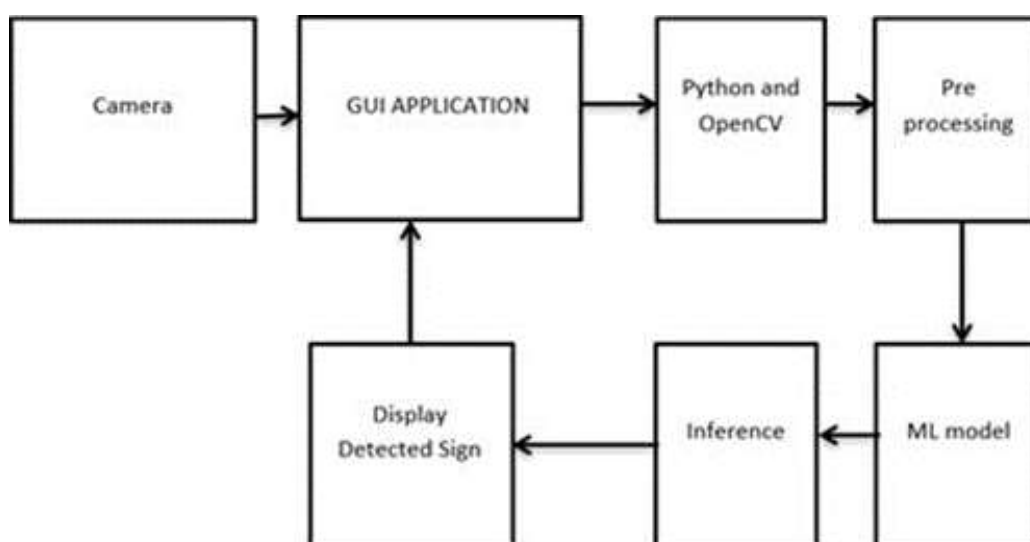 Camera
GUI APPLICATION
Python and
OpenCV
Pre
processing
Display
Detected Sign
Inference
ML model